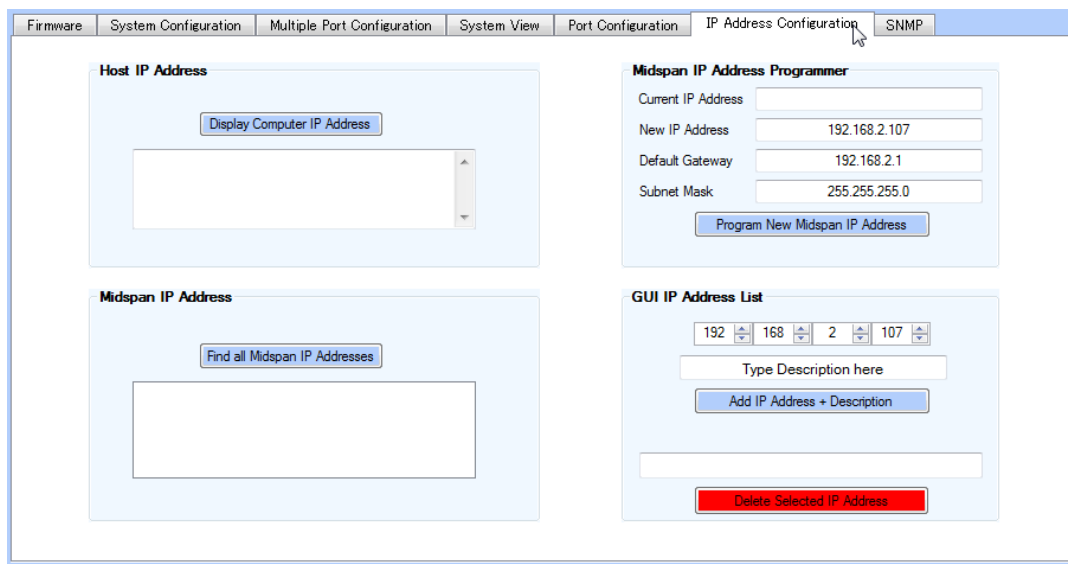 Firmware System Configuration Multiple Port Configuration System View Port Configuration IP Address Configuration SNMP
Host IP Address
Display Computer IP Address
Midspan IP Address Programmer
Current IP Address
New IP Address 192.168.2.107
Default Gateway 192.168.2.1
Subnet Mask 255.255.255.0
Program New Midspan IP Address
Midspan IP Address
Find all Midspan IP Addresses
GUI IP Address List
192 168 2 107
Type Description here
Add IP Address + Description
Delete Selected IP Address